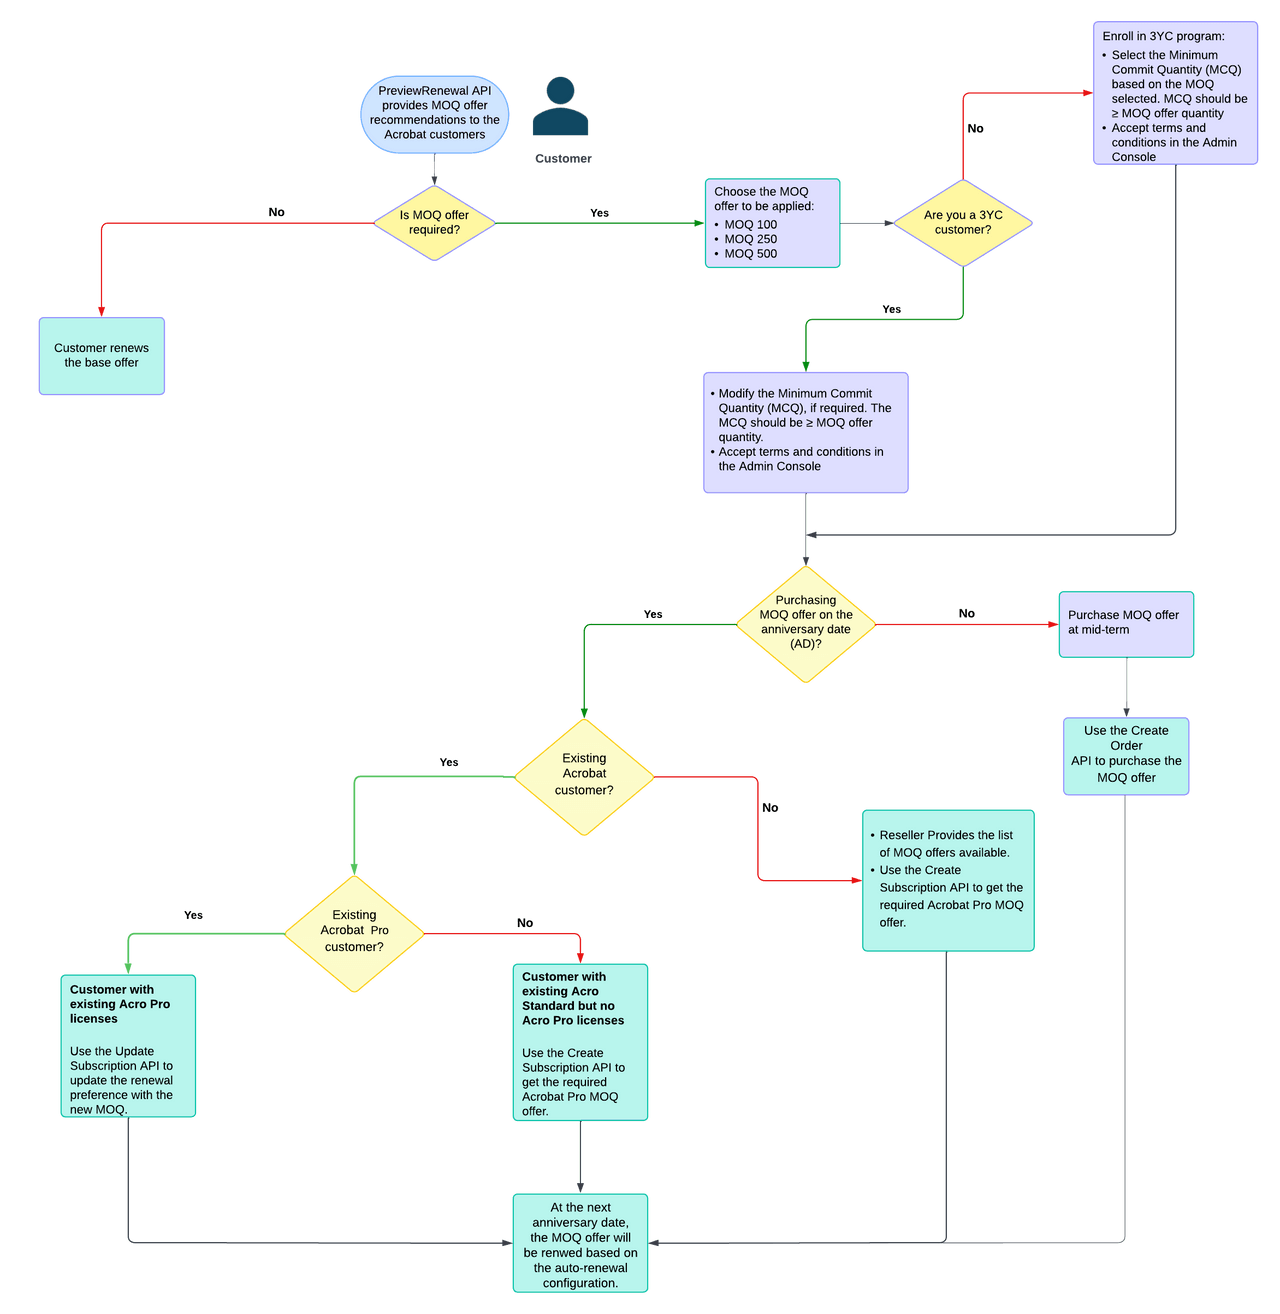 Enroll in 3YC program:
• Select the Minimum
Commit Quantity (MCQ)
based on the MOQ
selected. MCQ should be
≥ MOQ offer quantity
• Accept terms and
conditions in the Admin
Console
PreviewRenewal API
provides MOQ offer
recommendations to the
Acrobat customers
Customer
No
Is MOQ offer
required?
No
Yes
Choose the MOQ
offer to be applied:
• MOQ 100
• MOQ 250
• MOQ 500
Are you a 3YC
customer?
Yes
Customer renews
the base offer
• Modify the Minimum Commit
Quantity (MCQ), if required. The
MCQ should be ≥ MOQ offer
quantity.
• Accept terms and conditions in
the Admin Console
Purchasing
MOQ offer on the
anniversary date
(AD)?
Yes
No
Purchase MOQ offer
at mid-term
Use the Create
Order
API to purchase the
MOQ offer
Existing
Acrobat
customer?
Yes
No
• Reseller Provides the list
of MOQ offers available.
• Use the Create
Subscription API to get the
required Acrobat Pro MOQ
offer.
Existing
Acrobat Pro
customer?
Yes
No
Customer with
existing Acro Pro
licenses
Use the Update
Subscription API to
update the renewal
preference with the
new MOQ.
Customer with
existing Acro
Standard but no
Acro Pro licenses
Use the Create
Subscription API to
get the required
Acrobat Pro MOQ
offer.
At the next
anniversary date,
the MOQ offer will
be renwed based on
the auto-renewal
configuration.